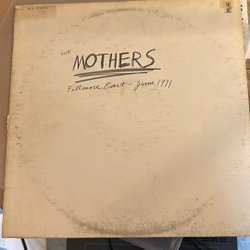 THE
MOTHERS
Fillmore East - June 1971